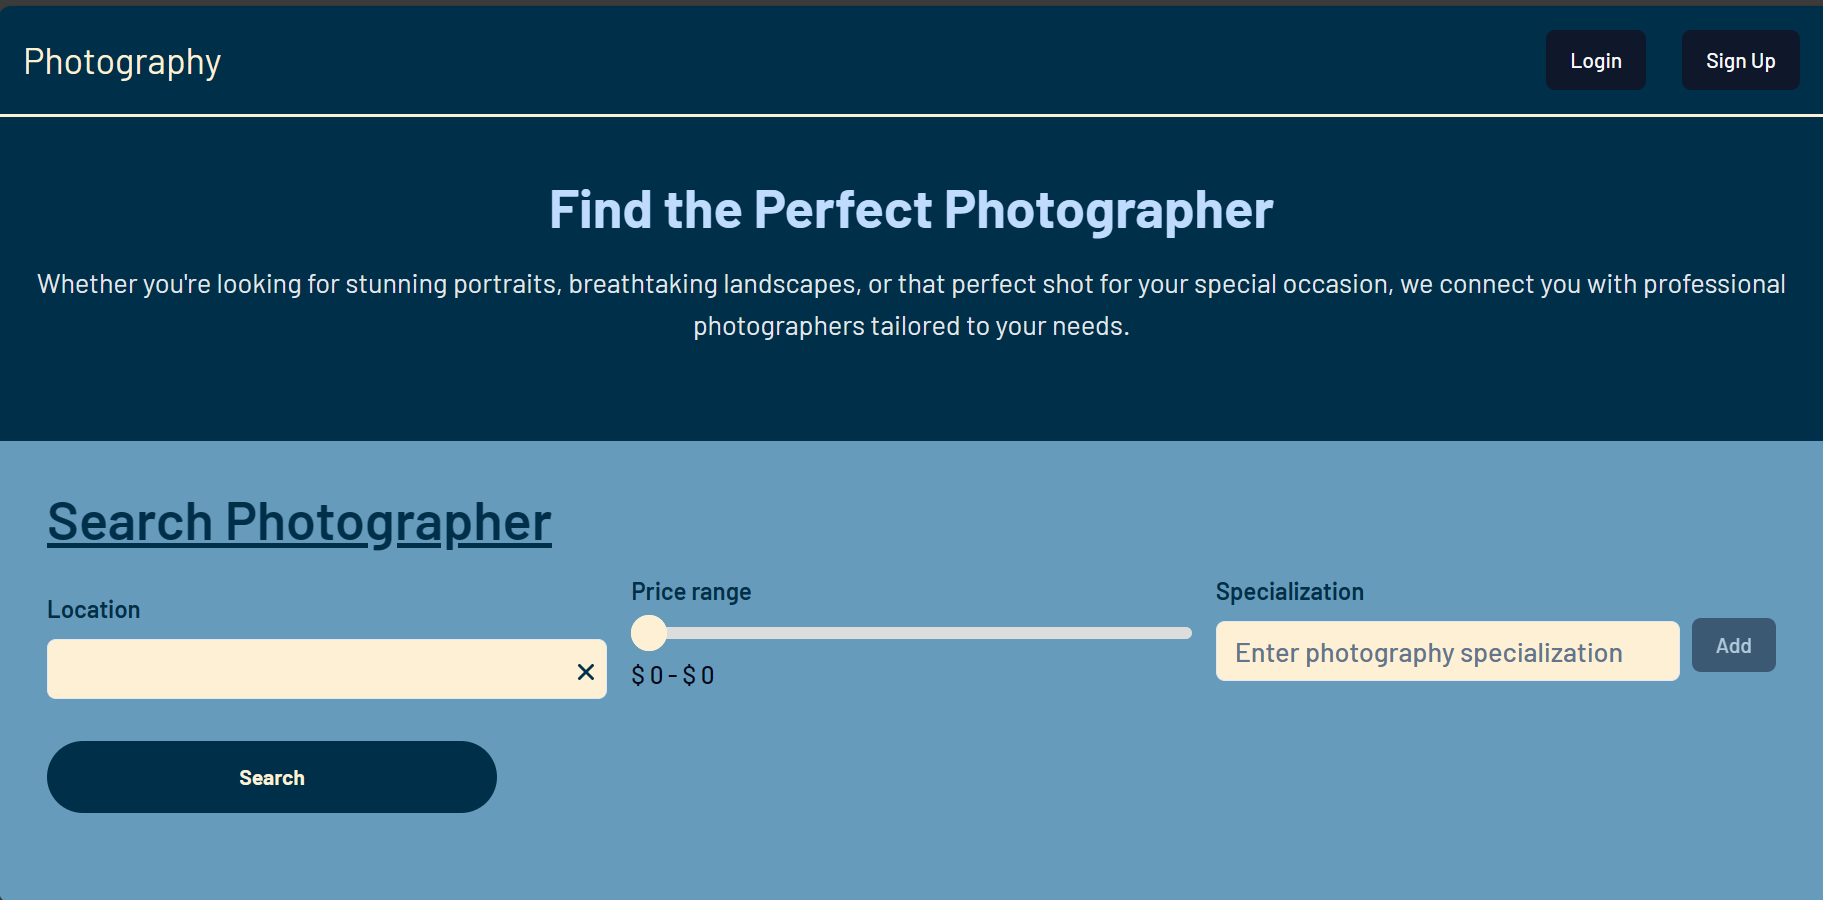 Photography
Login
Sign Up
Find the Perfect Photographer
Whether you're looking for stunning portraits, breathtaking landscapes, or that perfect shot for your special occasion, we connect you with professional
photographers tailored to your needs.
Search Photographer
Location
Price range
$ 0 - $ 0
Specialization
Enter photography specialization
Add
Search